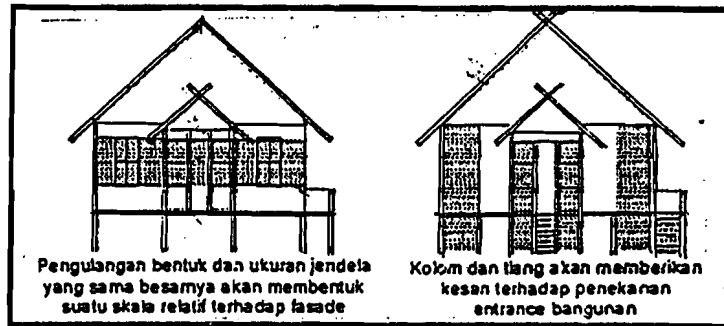 Pengulangan bentuk dan ukuran jendela
yang sama besarnya akan membentuk
suatu skala relatif terhadap fasade
Kolom dan tiang akan memberikan
kesan terhadap penekanan
entrance bangunan